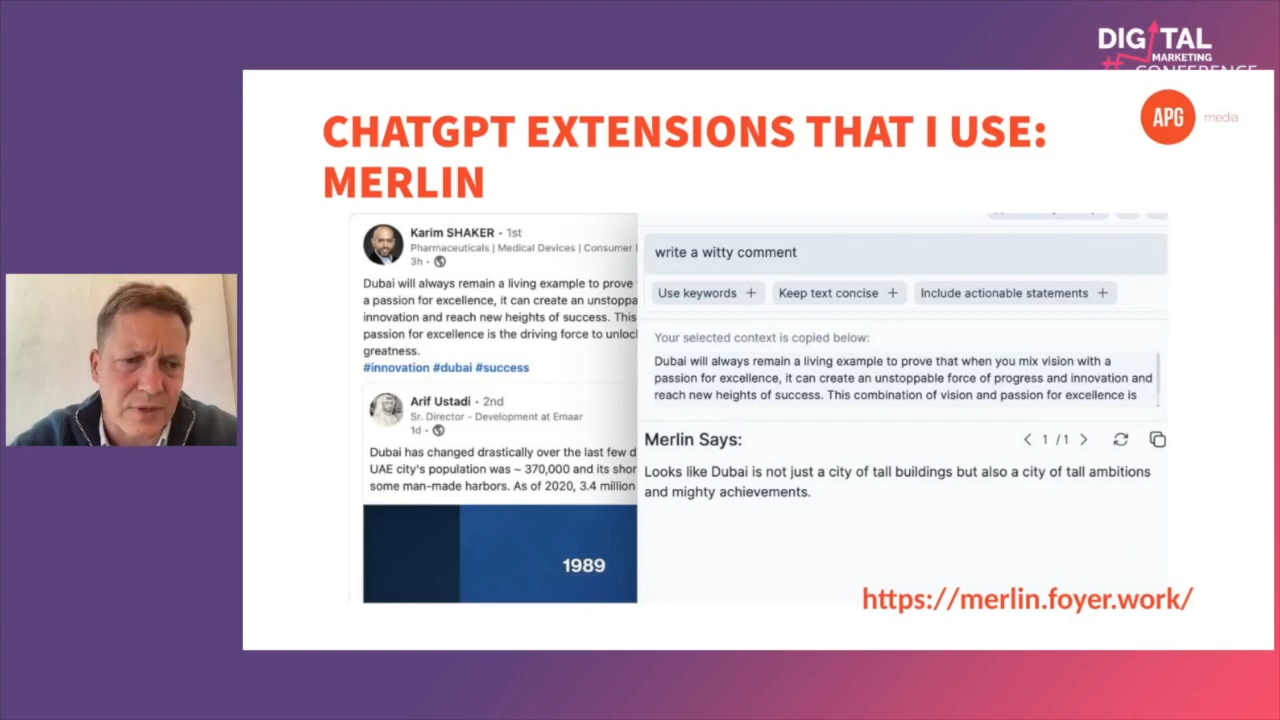 DIGITAL
MARKETING
#CONFERENCE
APG media
CHATGPT EXTENSIONS THAT I USE:
MERLIN
Karim SHAKER • 1st
Pharmaceuticals | Medical Devices | Consumer
3h •
Dubai will always remain a living example to prove
a passion for excellence, it can create an unstoppa
innovation and reach new heights of success. This
passion for excellence is the driving force to unloc
greatness.
#innovation #dubai #success
Arif Ustadi • 2nd
Sr. Director - Development at Emaar
1d •
Dubai has changed drastically over the last few d
UAE city's population was ~ 370,000 and its shor
some man-made harbors. As of 2020, 3.4 million
1989
write a witty comment
Use keywords + Keep text concise + Include actionable statements +
Your selected context is copied below:
Dubai will always remain a living example to prove that when you mix vision with a
passion for excellence, it can create an unstoppable force of progress and innovation and
reach new heights of success. This combination of vision and passion for excellence is
Merlin Says:
< 1 /1 >
Looks like Dubai is not just a city of tall buildings but also a city of tall ambitions
and mighty achievements.
https://merlin.foyer.work/